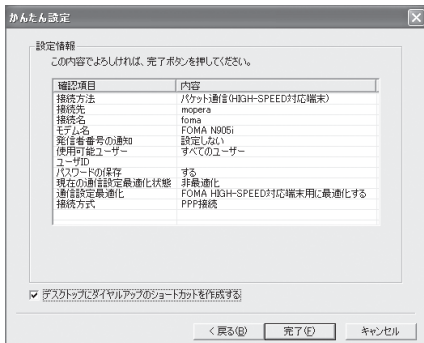 かんたん設定
設定情報
この内容でよろしければ、完了ボタンを押してください。
確認項目 内容
接続方法 パケット通信(HIGH-SPEED対応端末)
接続先 mopera
接続名 foma
モデム名 FOMA N905i
発信者番号の通知 設定しない
使用可能ユーザー すべてのユーザー
ユーザID
パスワードの保存 する
現在の通信設定最適化状態 非最適化
通信設定最適化 FOMA HIGH-SPEED対応端末用に最適化する
接続方式 PPP接続
デスクトップにダイヤルアップのショートカットを作成する
< 戻る(B) 完了(F) キャンセル